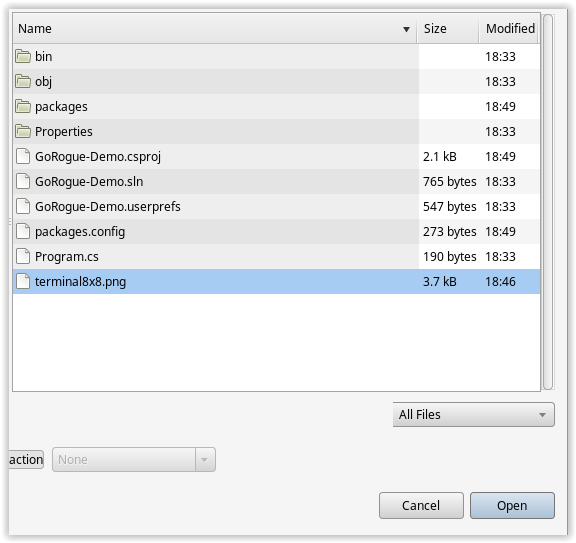 Name Size Modified
bin 18:33
obj 18:33
packages 18:49
Properties 18:33
GoRogue-Demo.csproj 2.1 kB 18:49
GoRogue-Demo.sln 765 bytes 18:33
GoRogue-Demo.userprefs 547 bytes 18:33
packages.config 273 bytes 18:49
Program.cs 190 bytes 18:33
terminal8x8.png 3.7 kB 18:46
All Files
action None
Cancel Open